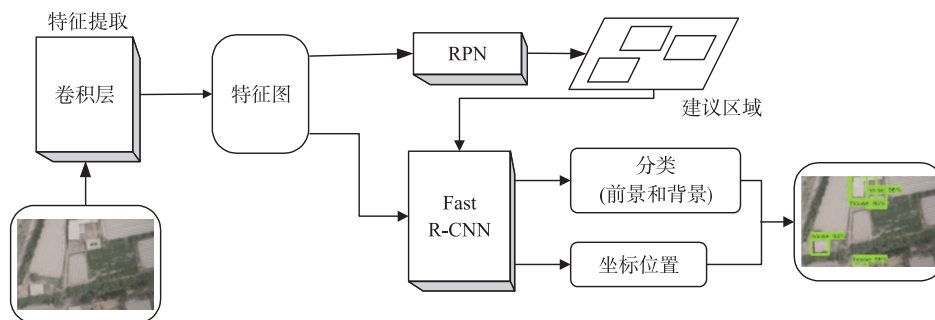 特征提取
卷积层
特征图
RPN
建议区域
Fast
R-CNN
分类
(前景和背景)
坐标位置